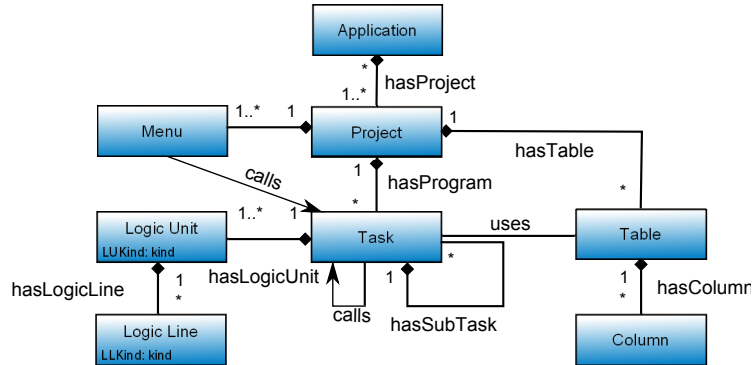 Application
*
hasProject
1..*
1..*
1
Menu
Project
1
hasTable
calls
1
hasProgram
*
*
1..*
1
Logic Unit
LUKind: kind
Task
uses
Table
hasLogicUnit
*
1
1
hasLogicLine
1
*
calls
hasSubTask
hasColumn
*
Logic Line
LLKind: kind
Column